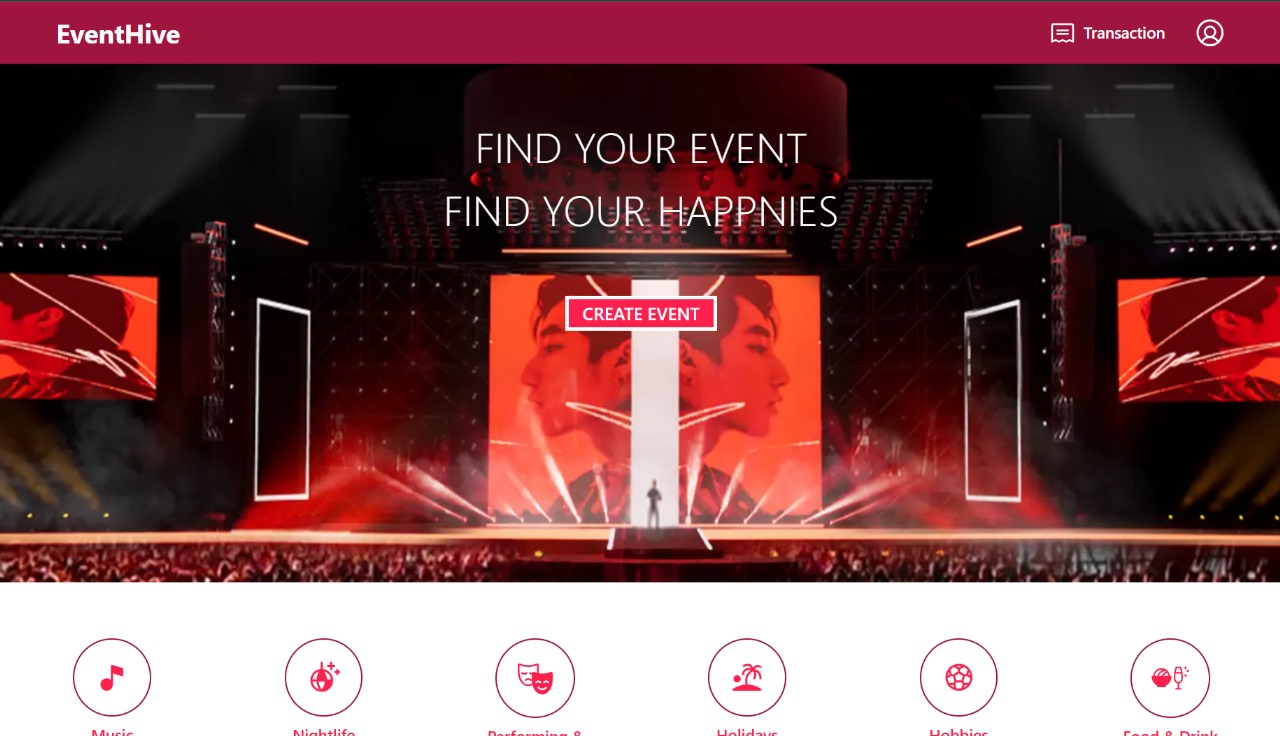 EventHive
Transaction
FIND YOUR EVENT
FIND YOUR HAPPNIES
CREATE EVENT
Music
Nightlife
Performing &
Holidays
Hobbies
Food & Drink